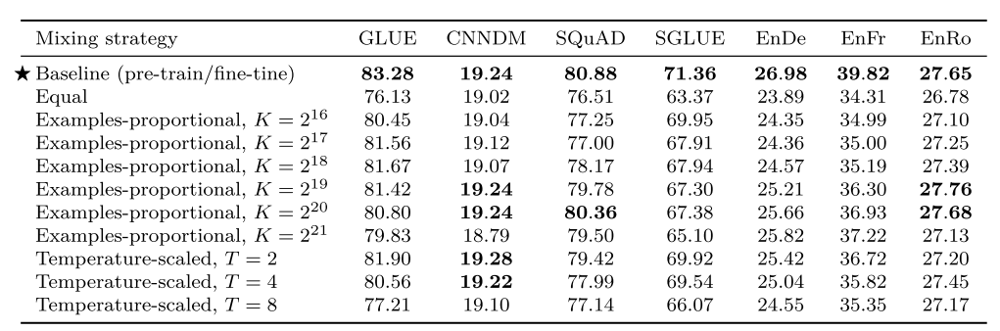 Mixing strategy GLUE CNNDM SQuAD SGLUE EnDe EnFr EnRo
★ Baseline (pre-train/fine-tine) 83.28 19.24 80.88 71.36 26.98 39.82 27.65
Equal 76.13 19.02 76.51 63.37 23.89 34.31 26.78
Examples-proportional, K = 2^16 80.45 19.04 77.25 69.95 24.35 34.99 27.10
Examples-proportional, K = 2^17 81.56 19.12 77.00 67.91 24.36 35.00 27.25
Examples-proportional, K = 2^18 81.67 19.07 78.17 67.94 24.57 35.19 27.39
Examples-proportional, K = 2^19 81.42 19.24 79.78 67.30 25.21 36.30 27.76
Examples-proportional, K = 2^20 80.80 19.24 80.36 67.38 25.66 36.93 27.68
Examples-proportional, K = 2^21 79.83 18.79 79.50 65.10 25.82 37.22 27.13
Temperature-scaled, T = 2 81.90 19.28 79.42 69.92 25.42 36.72 27.20
Temperature-scaled, T = 4 80.56 19.22 77.99 69.54 25.04 35.82 27.45
Temperature-scaled, T = 8 77.21 19.10 77.14 66.07 24.55 35.35 27.17